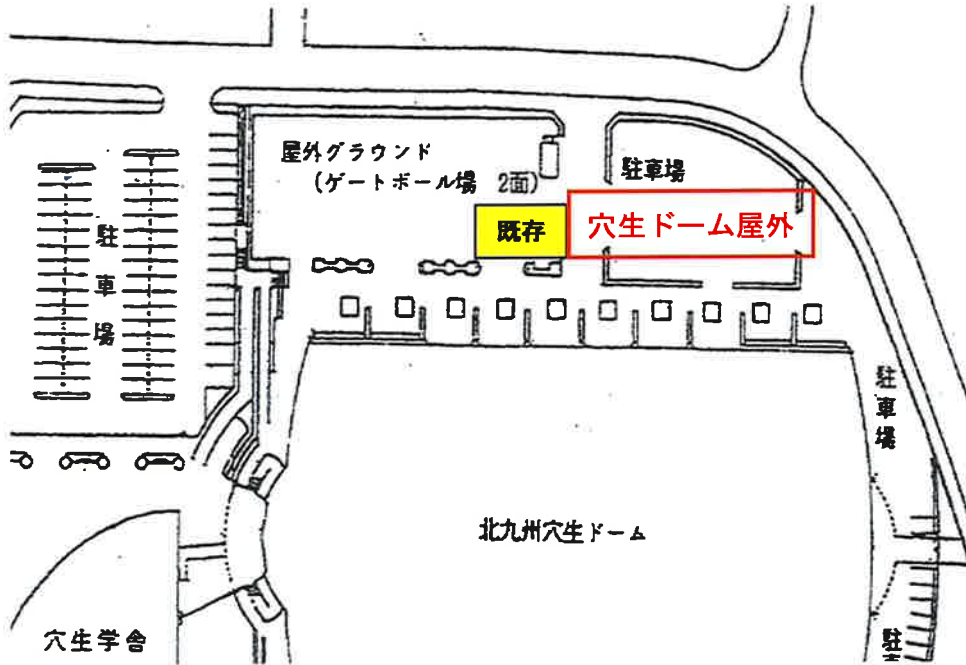 屋外グラウンド
(ゲートボール場 2面)
駐車場
既存
穴生ドーム屋外
駐車場
駐車場
北九州穴生ドーム
穴生学舎
駐車